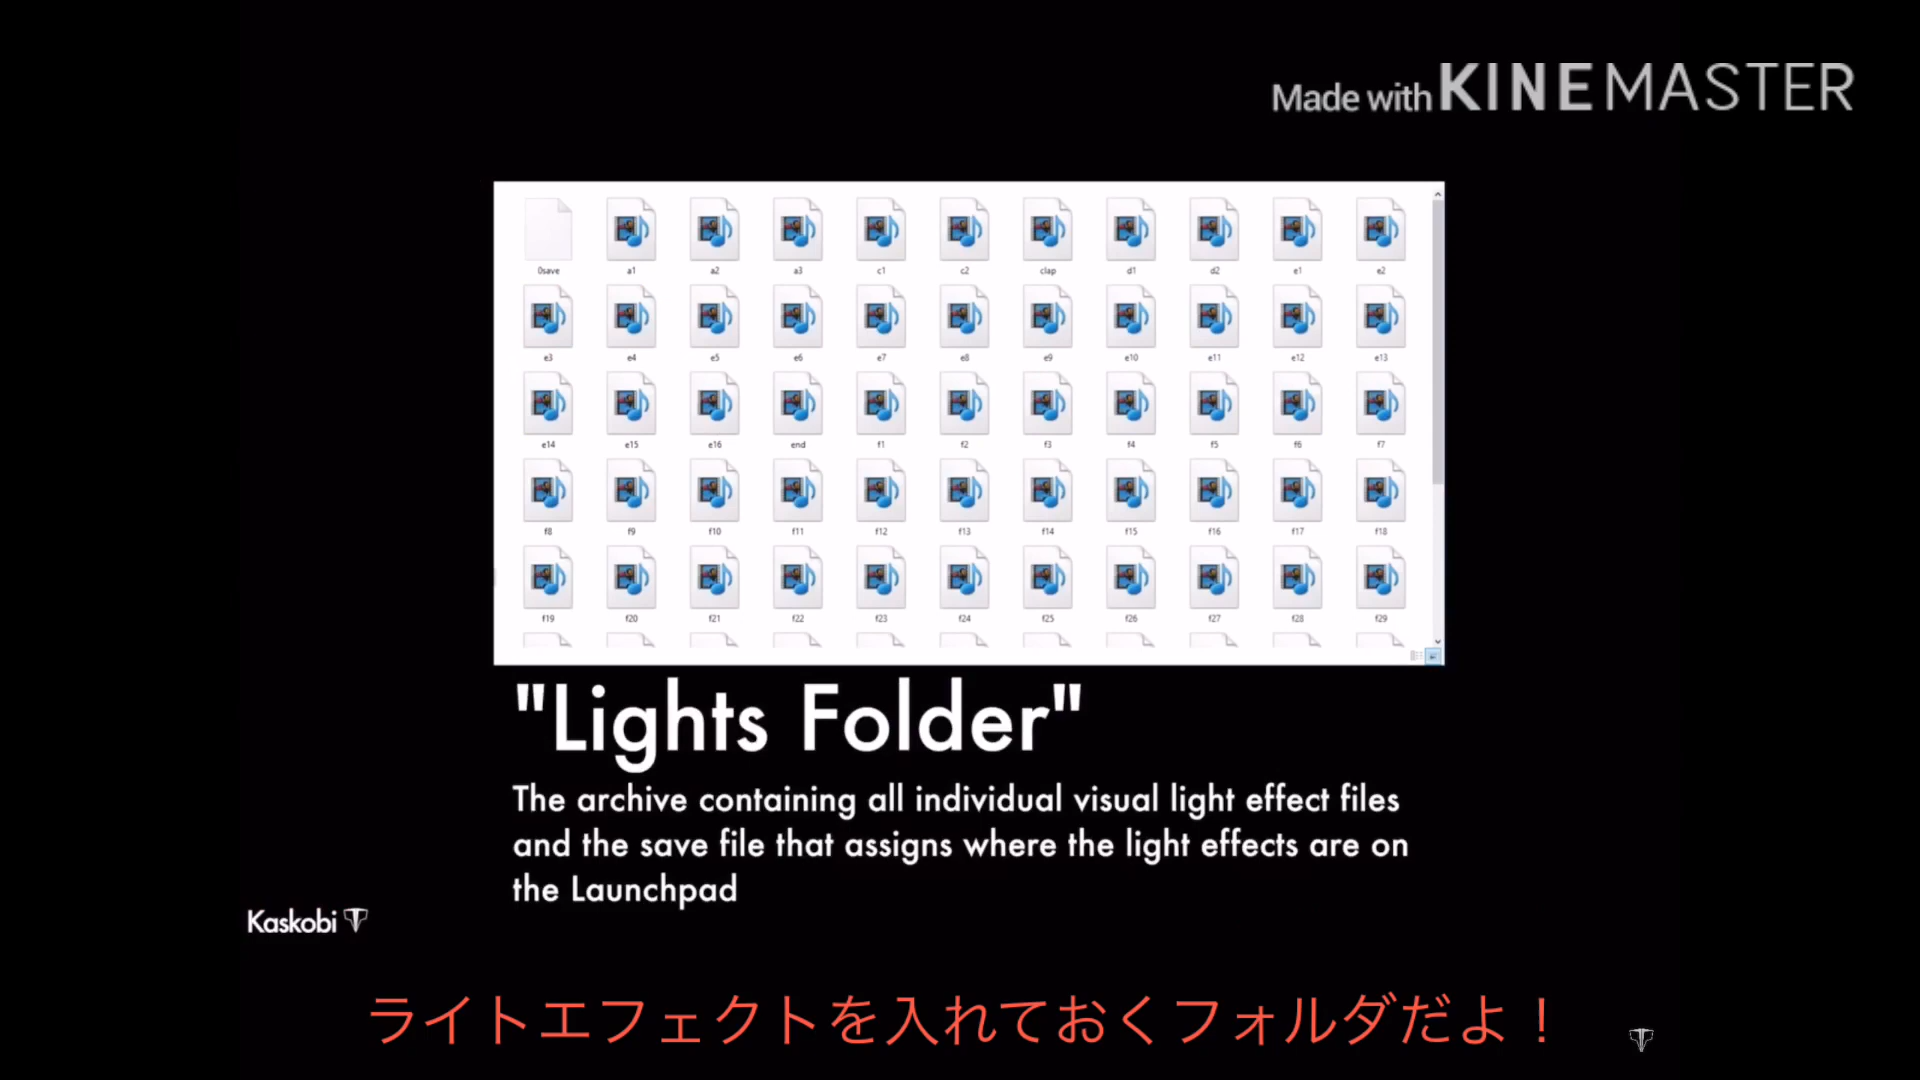 Made with KINEMASTER
0save a1 a2 a3 c1 c2 clap d1 d2 e1 e2
e3 e4 e5 e6 e7 e8 e9 e10 e11 e12 e13
e14 e15 e16 end f1 f2 f3 f4 f5 f6 f7
f8 f9 f10 f11 f12 f13 f14 f15 f16 f17 f18
f19 f20 f21 f22 f23 f24 f25 f26 f27 f28 f29
"Lights Folder"
The archive containing all individual visual light effect files
and the save file that assigns where the light effects are on
the Launchpad
Kaskobi
ライトエフェクトを入れておくフォルダだよ！